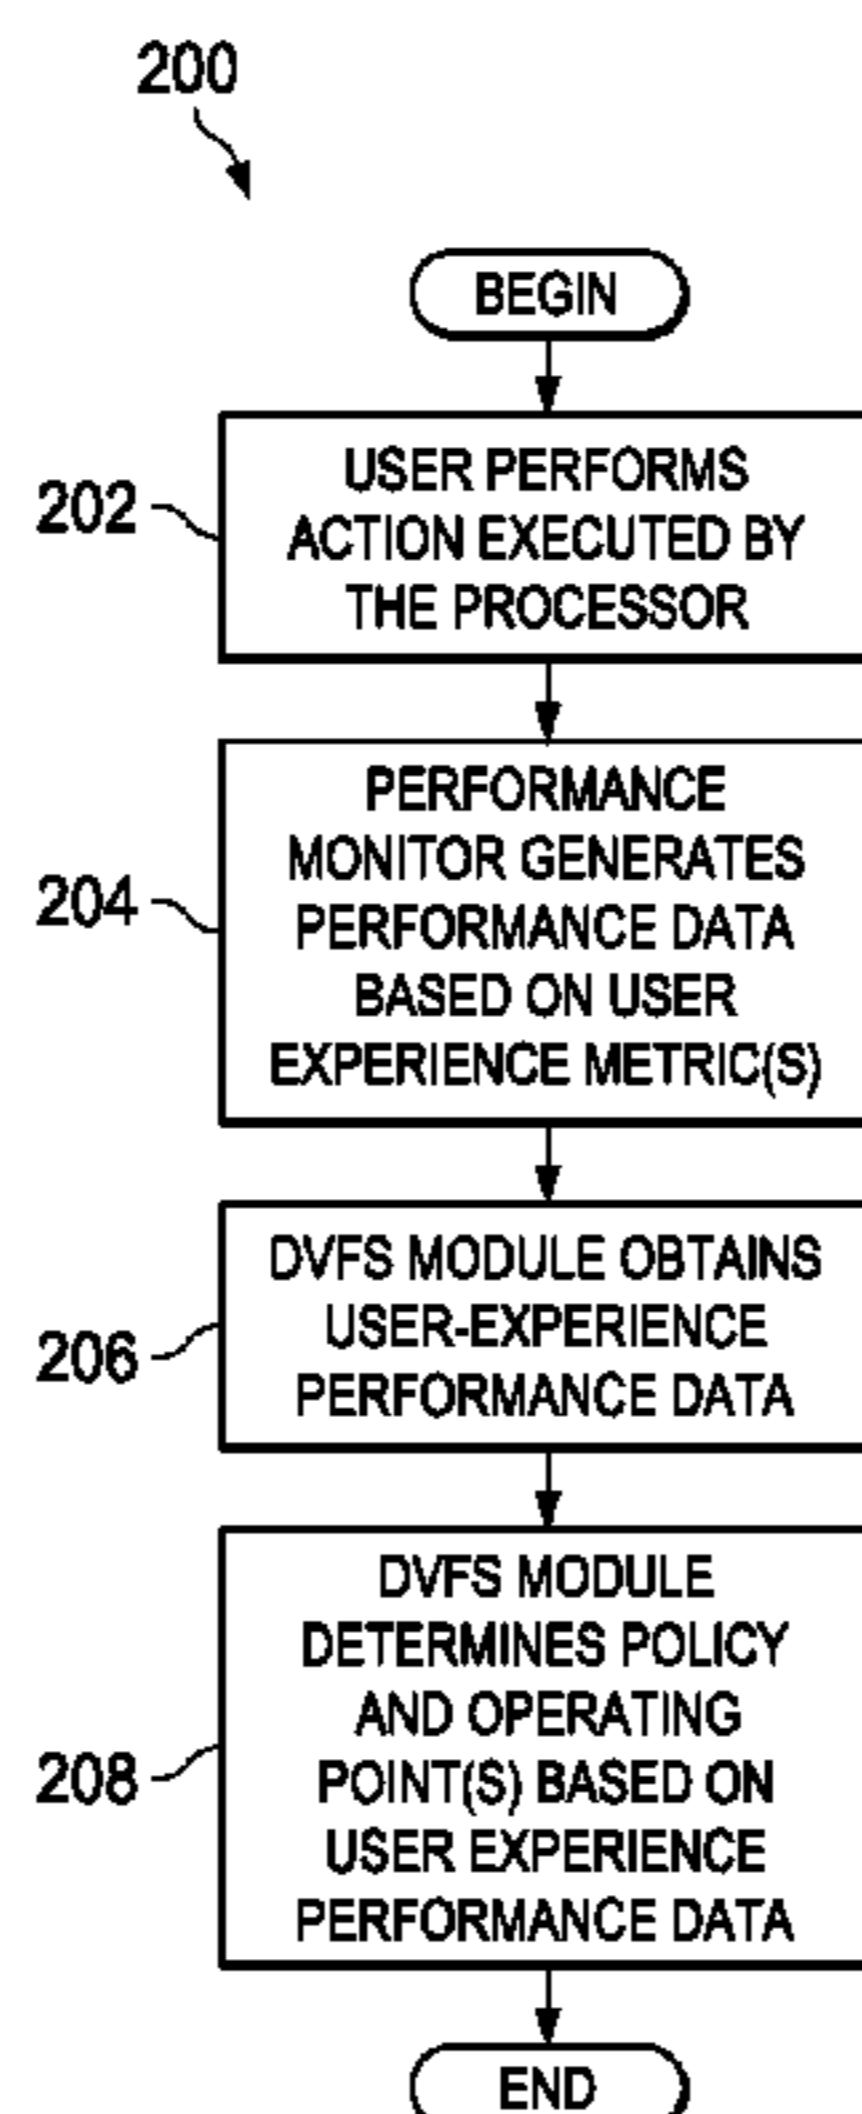 200
BEGIN
202
USER PERFORMS
ACTION EXECUTED BY
THE PROCESSOR
204
PERFORMANCE
MONITOR GENERATES
PERFORMANCE DATA
BASED ON USER
EXPERIENCE METRIC(S)
206
DVFS MODULE OBTAINS
USER-EXPERIENCE
PERFORMANCE DATA
208
DVFS MODULE
DETERMINES POLICY
AND OPERATING
POINT(S) BASED ON
USER EXPERIENCE
PERFORMANCE DATA
END